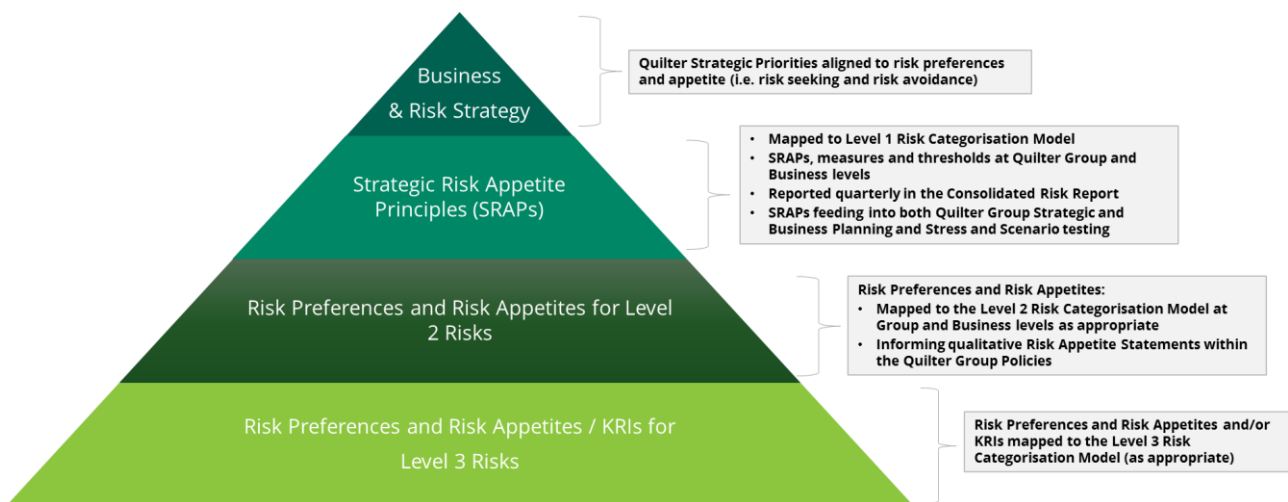 Business
& Risk Strategy
Quilter Strategic Priorities aligned to risk preferences
and appetite (i.e. risk seeking and risk avoidance)
Strategic Risk Appetite
Principles (SRAPs)
• Mapped to Level 1 Risk Categorisation Model
• SRAPs, measures and thresholds at Quilter Group and
Business levels
• Reported quarterly in the Consolidated Risk Report
• SRAPs feeding into both Quilter Group Strategic and
Business Planning and Stress and Scenario testing
Risk Preferences and Risk Appetites for Level
2 Risks
Risk Preferences and Risk Appetites:
• Mapped to the Level 2 Risk Categorisation Model at
Group and Business levels as appropriate
• Informing qualitative Risk Appetite Statements within
the Quilter Group Policies
Risk Preferences and Risk Appetites / KRIs for
Level 3 Risks
Risk Preferences and Risk Appetites and/or
KRIs mapped to the Level 3 Risk
Categorisation Model (as appropriate)